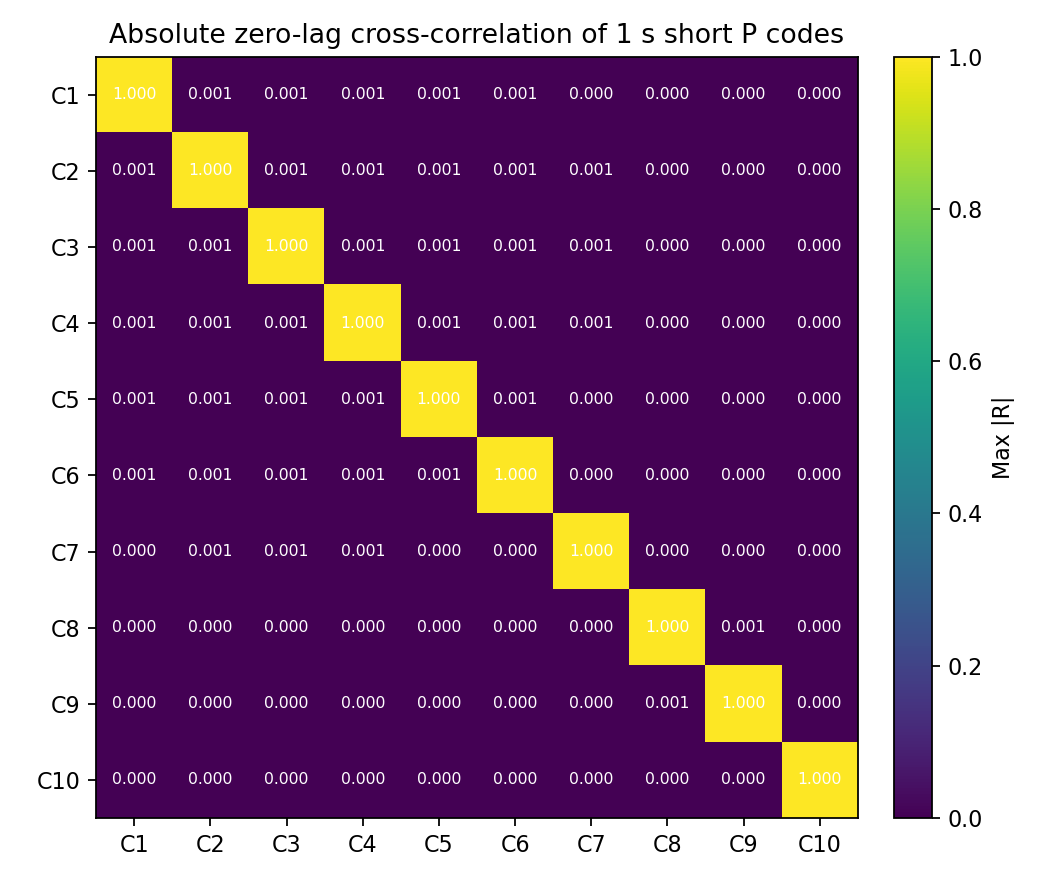 Absolute zero-lag cross-correlation of 1 s short P codes
C1 1.000 0.001 0.001 0.001 0.001 0.001 0.000 0.000 0.000 0.000
C2 0.001 1.000 0.001 0.001 0.001 0.001 0.001 0.000 0.000 0.000
C3 0.001 0.001 1.000 0.001 0.001 0.001 0.001 0.000 0.000 0.000
C4 0.001 0.001 0.001 1.000 0.001 0.001 0.001 0.000 0.000 0.000
C5 0.001 0.001 0.001 0.001 1.000 0.001 0.000 0.000 0.000 0.000
C6 0.001 0.001 0.001 0.001 0.001 1.000 0.000 0.000 0.000 0.000
C7 0.000 0.001 0.001 0.001 0.000 0.000 1.000 0.000 0.000 0.000
C8 0.000 0.000 0.000 0.000 0.000 0.000 0.000 1.000 0.001 0.000
C9 0.000 0.000 0.000 0.000 0.000 0.000 0.000 0.001 1.000 0.000
C10 0.000 0.000 0.000 0.000 0.000 0.000 0.000 0.000 0.000 1.000
C1 C2 C3 C4 C5 C6 C7 C8 C9 C10
1.0
0.8
0.6
0.4
0.2
0.0
Max |R|